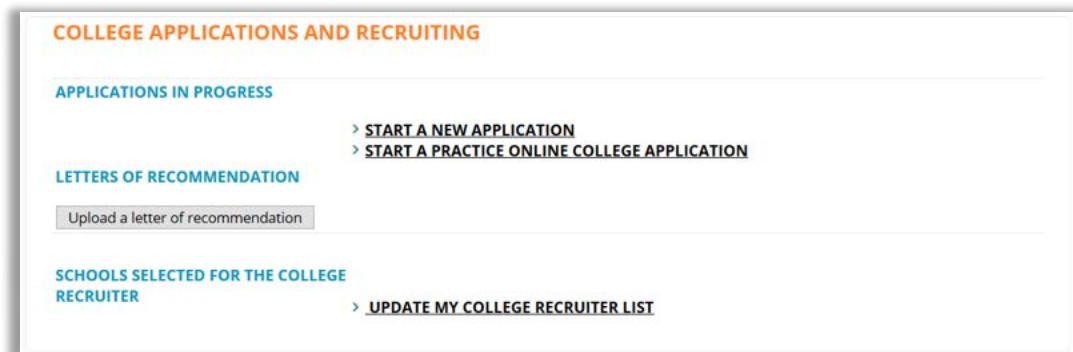 COLLEGE APPLICATIONS AND RECRUITING
APPLICATIONS IN PROGRESS
> START A NEW APPLICATION
> START A PRACTICE ONLINE COLLEGE APPLICATION
LETTERS OF RECOMMENDATION
Upload a letter of recommendation
SCHOOLS SELECTED FOR THE COLLEGE
RECRUITER
> UPDATE MY COLLEGE RECRUITER LIST